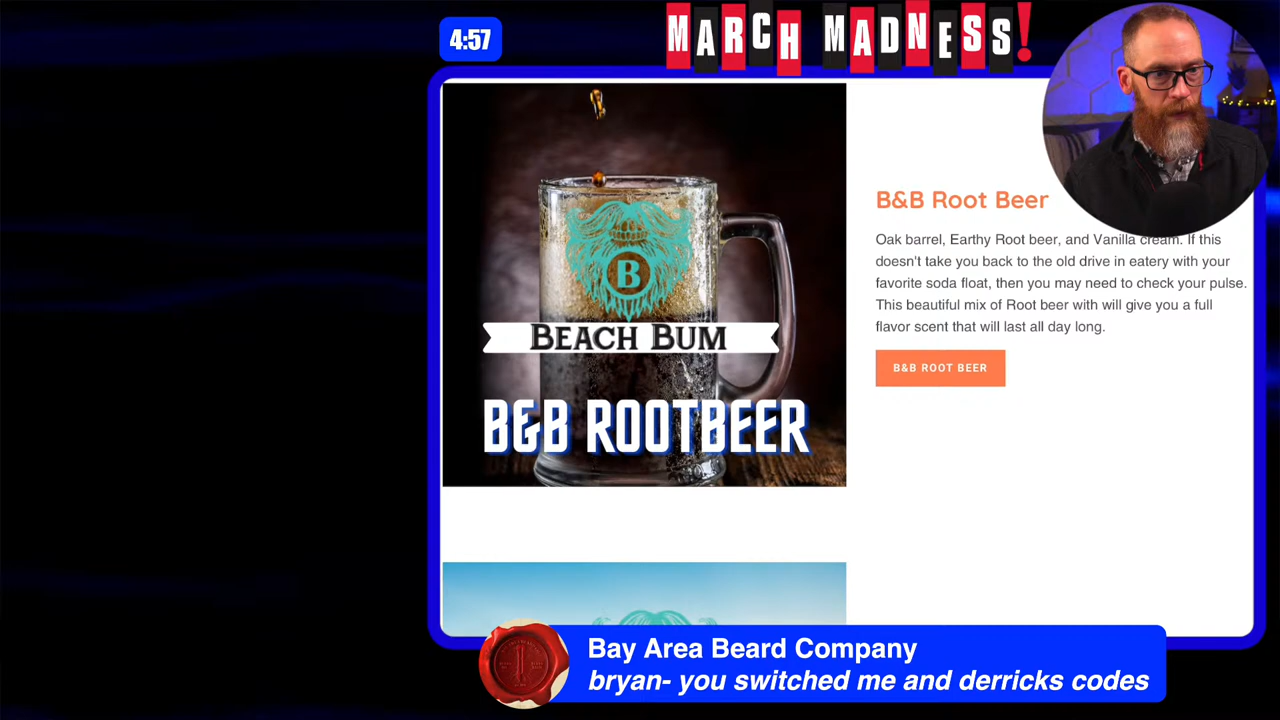 4:57
MARCH MADNESS!
B
BEACH BUM
B&B ROOTBEER
B&B Root Beer
Oak barrel, Earthy Root beer, and Vanilla cream. If this
doesn't take you back to the old drive in eatery with your
favorite soda float, then you may need to check your pulse.
This beautiful mix of Root beer with will give you a full
flavor scent that will last all day long.
B&B ROOT BEER
Bay Area Beard Company
bryan- you switched me and derricks codes